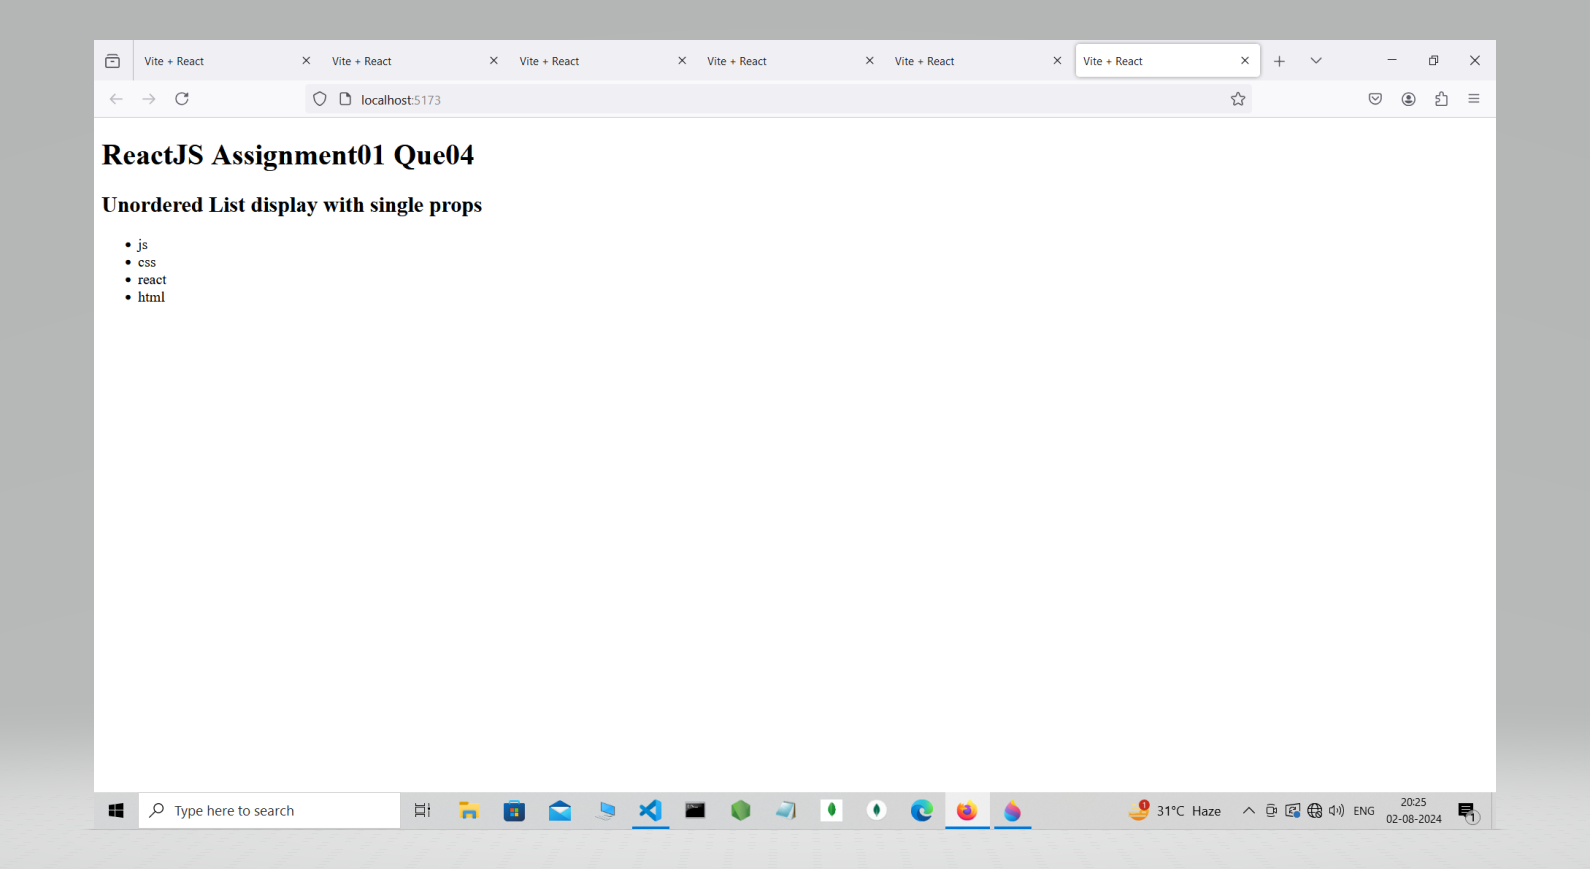 Vite + React Vite + React Vite + React Vite + React Vite + React Vite + React
localhost:5173
ReactJS Assignment01 Que04
Unordered List display with single props
js
css
react
html
Type here to search
1
31°C Haze
ENG
20:25
02-08-2024
1